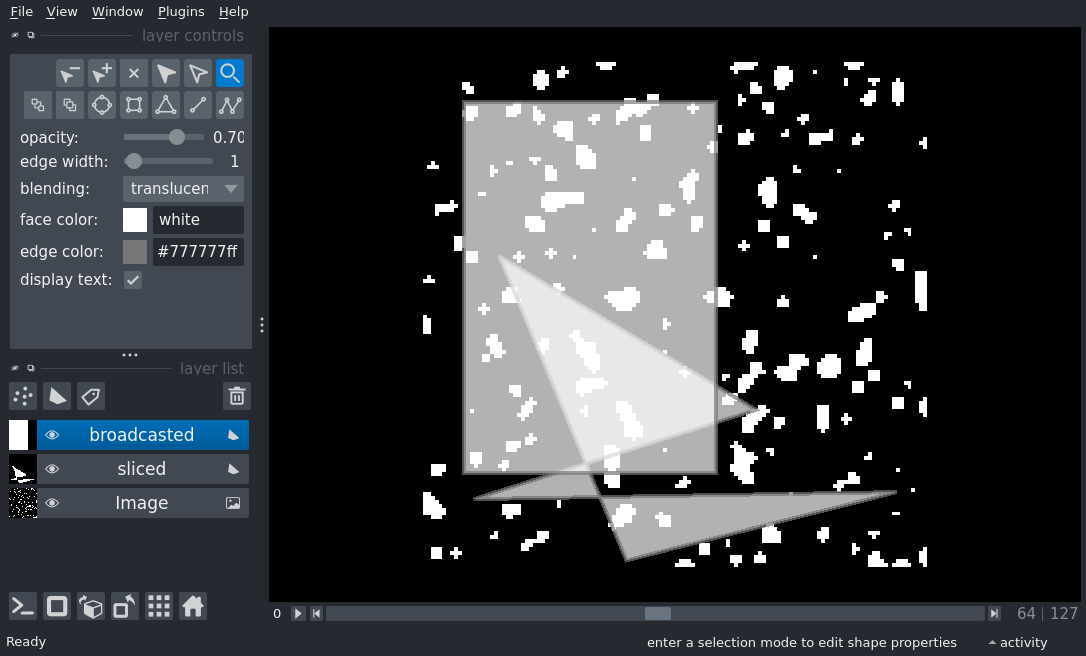 File View Window Plugins Help
layer controls
opacity: 0.70
edge width: 1
blending: translucen
face color: white
edge color: #777777ff
display text:
layer list
broadcasted
sliced
Image
0 64 | 127
Ready enter a selection mode to edit shape properties activity